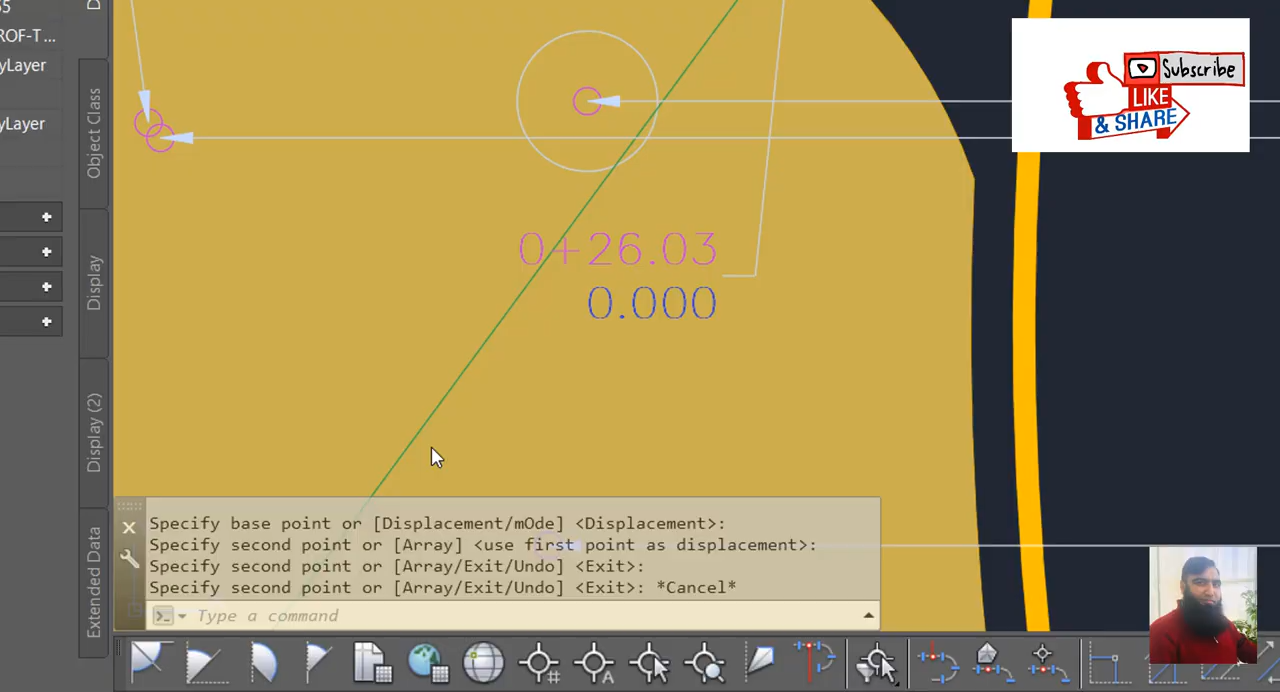 ROF-T...
yLayer
yLayer
Object Class
Display
Display (2)
Extended Data
Subscribe
LIKE
& SHARE
0+26.03
0.000
Specify base point or [Displacement/mOde] <Displacement>:
Specify second point or [Array] <use first point as displacement>:
Specify second point or [Array/Exit/Undo] <Exit>:
Specify second point or [Array/Exit/Undo] <Exit>: *Cancel*
Type a command